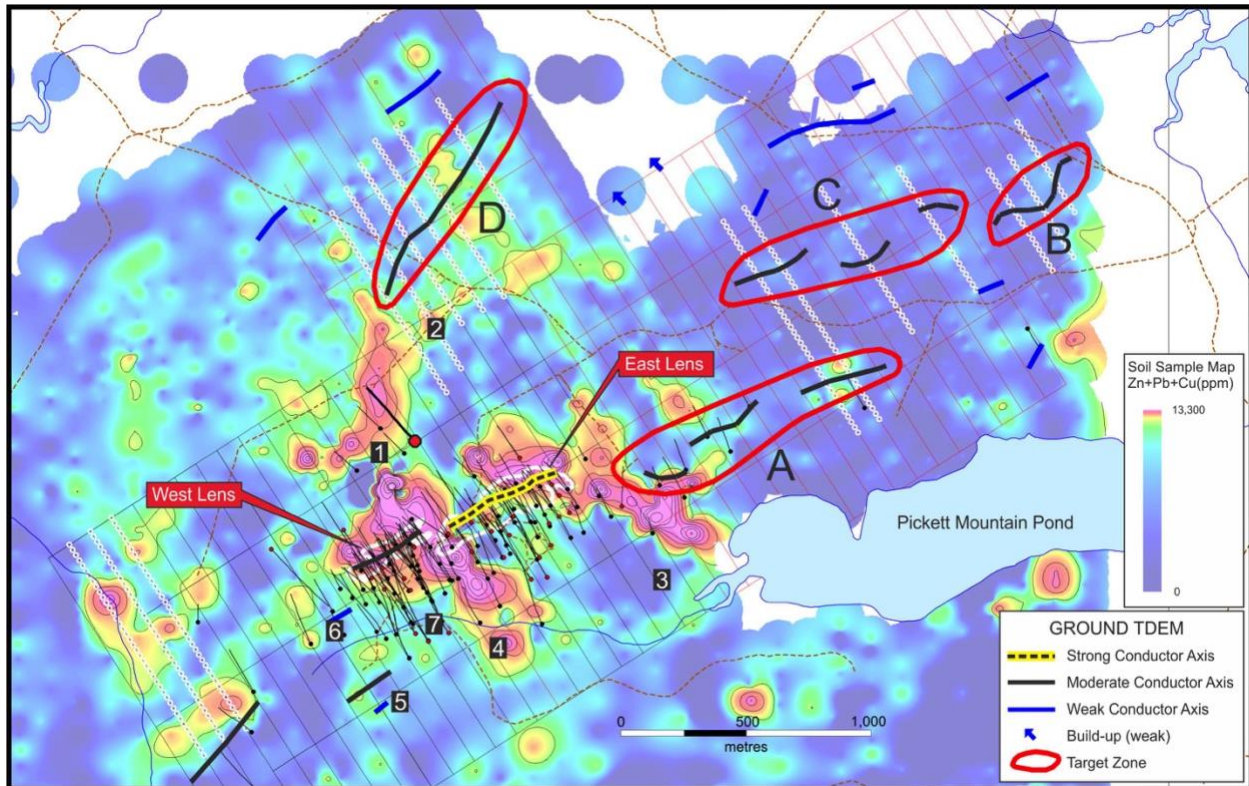 D
C
B
2
East Lens
Soil Sample Map
Zn+Pb+Cu(ppm)
13,300
0
1
A
West Lens
Pickett Mountain Pond
3
6
7
4
5
0 500 1,000
metres
GROUND TDEM
Strong Conductor Axis
Moderate Conductor Axis
Weak Conductor Axis
Build-up (weak)
Target Zone